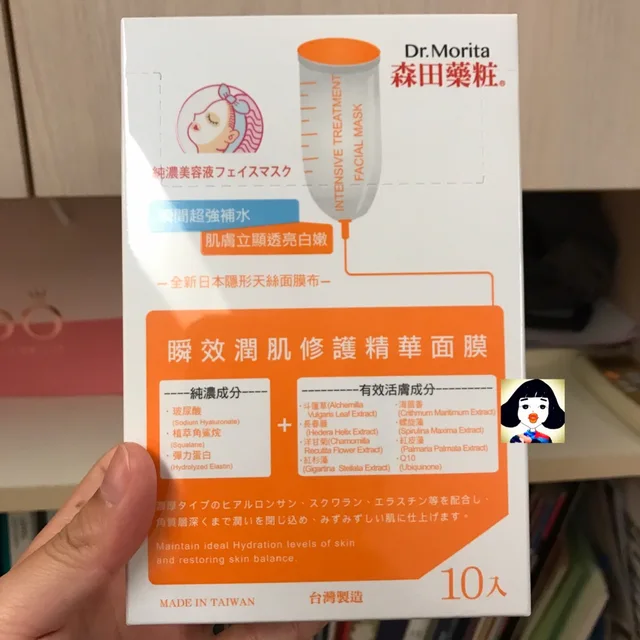 Dr.Morita
森田藥粧®
INTENSIVE TREATMENT
FACIAL MASK
純濃美容液フェイスマスク
瞬間超強補水
肌膚立顯透亮白嫩
全新日本隱形天絲面膜布
瞬效潤肌修護精華面膜
純濃成分
・玻尿酸
(Sodium Hyaluronate)
・植萃角鯊烷
(Squalane)
・彈力蛋白
(Hydrolyzed Elastin)
+
有效活膚成分
・斗蓬草(Alchemilla
Vulgaris Leaf Extract)
・長春藤
(Hedera Helix Extract)
・洋甘菊(Chamomilla
Recutita Flower Extract)
・紅杉藻
(Gigartina Stellata Extract)
・海茴香
(Crithmum Maritimum Extract)
・螺旋藻
(Spirulina Maxima Extract)
・紅皮藻
(Palmaria Palmata Extract)
・Q10
(Ubiquinone)
濃厚タイプのヒアルロンサン、スクワラン、エラスチン等を配合し、
角質層深くまで潤いを閉じ込め、みずみずしい肌に仕上げます。
Maintain ideal Hydration levels of skin
and restoring skin balance.
MADE IN TAIWAN
台灣製造
10入